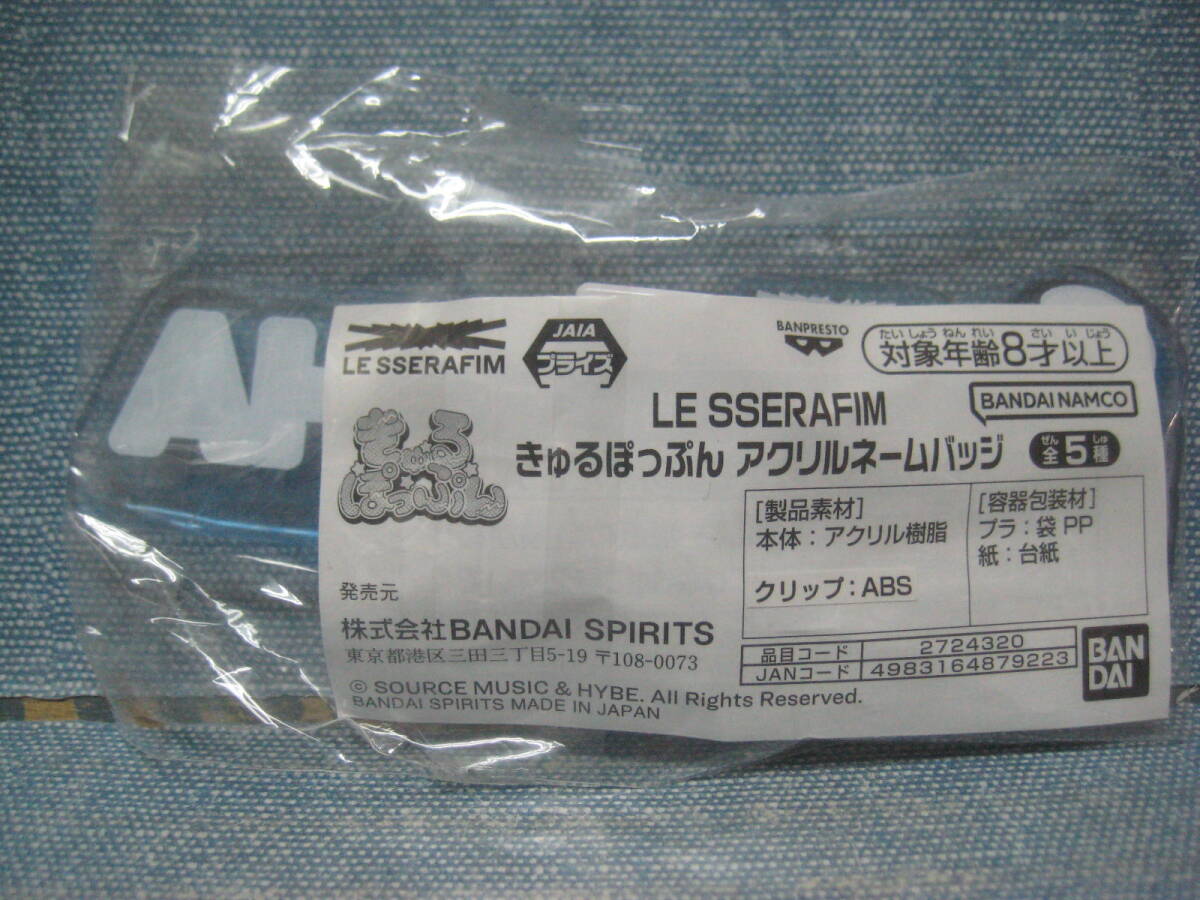 AH
LE SSERAFIM
JAIA
プライズ
BANPRESTO
たいしょうねんれい さいいじょう
対象年齢8才以上
BANDAI NAMCO
きゅるぽっぷん
LE SSERAFIM
きゅるぽっぷん アクリルネームバッジ
ぜん しゅ
全5種
[製品素材]
本体：アクリル樹脂
クリップ：ABS
[容器包装材]
プラ：袋 PP
紙：台紙
発売元
株式会社BANDAI SPIRITS
東京都港区三田三丁目5-19 〒108-0073
品目コード 2724320
JANコード 4983164879223
BAN
DAI
© SOURCE MUSIC & HYBE. All Rights Reserved.
BANDAI SPIRITS MADE IN JAPAN